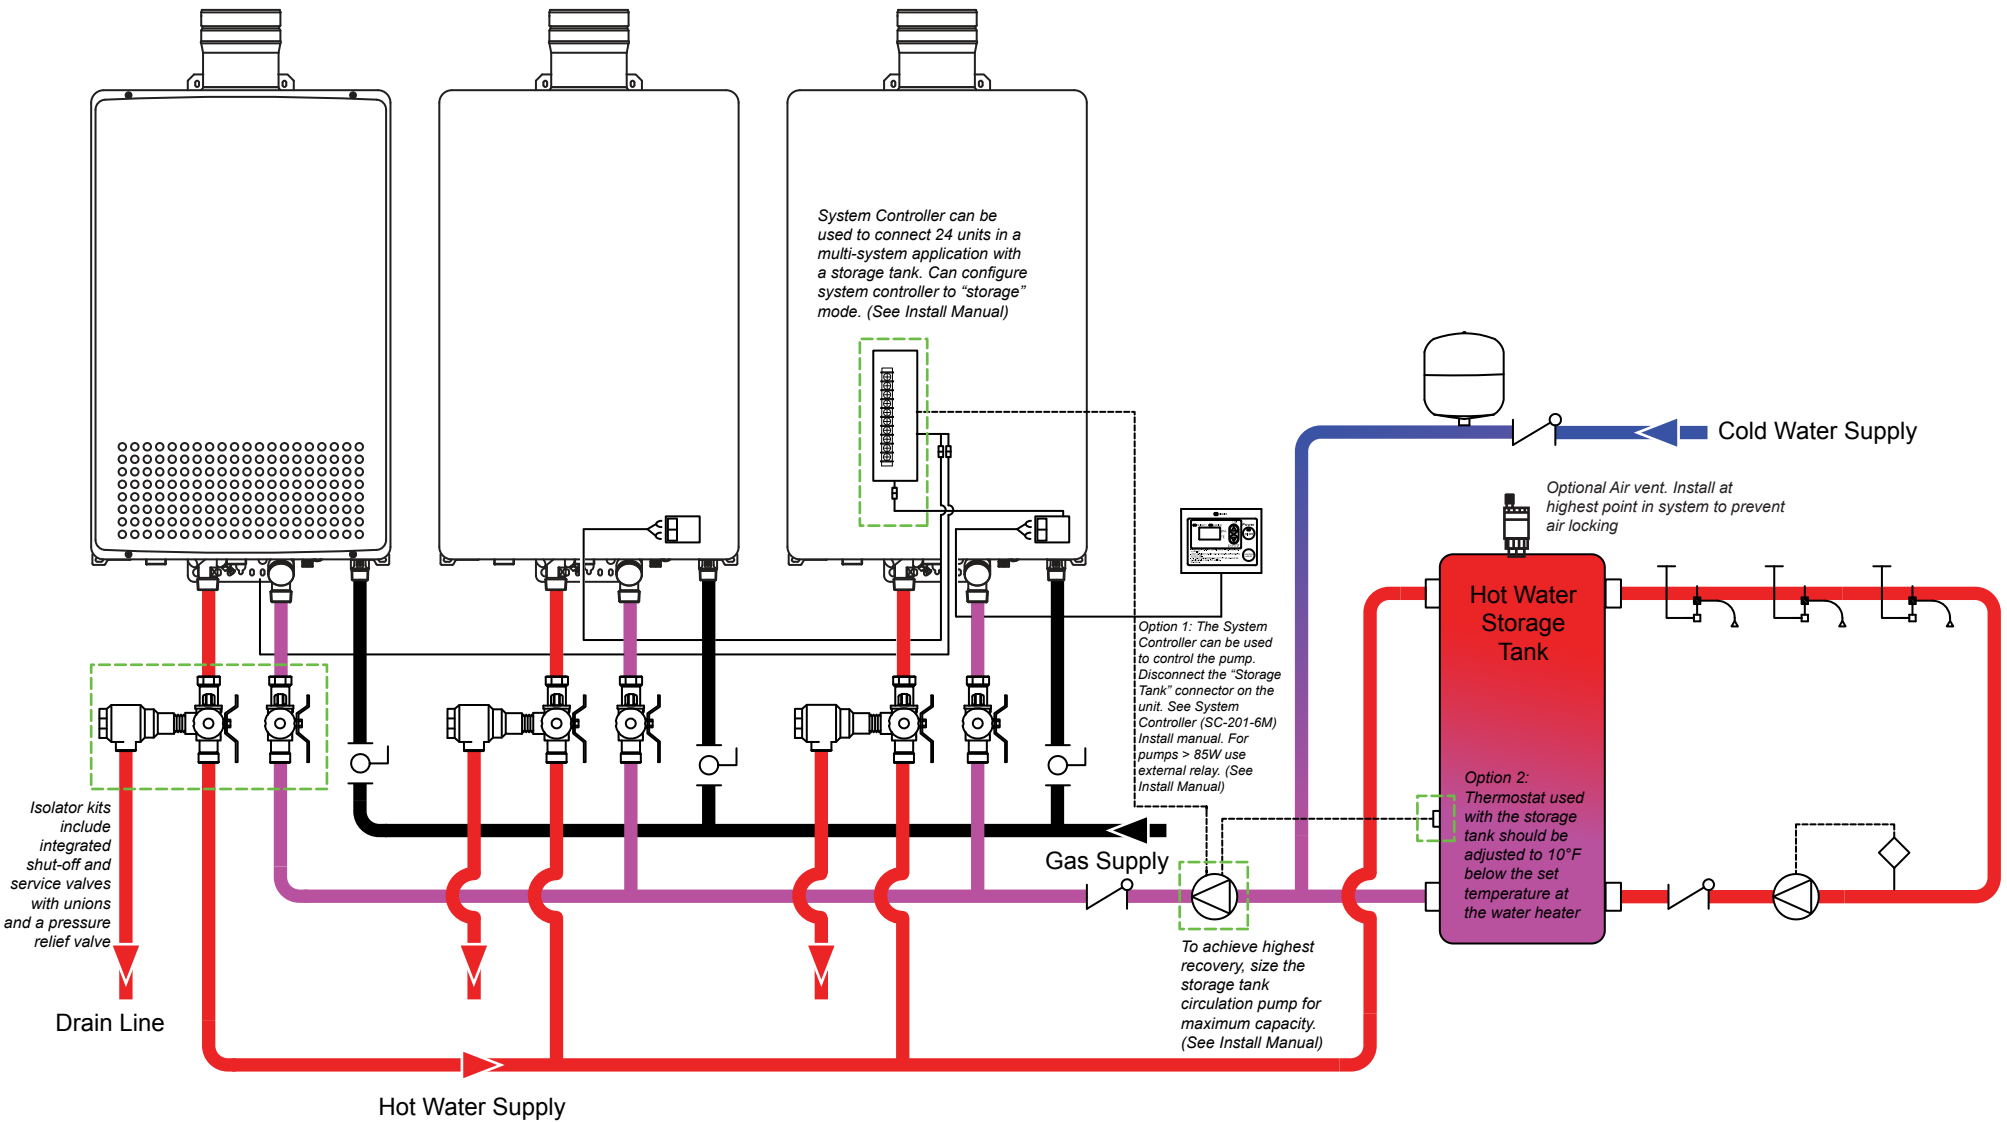 System Controller can be
used to connect 24 units in a
multi-system application with
a storage tank. Can configure
system controller to “storage”
mode. (See Install Manual)
Cold Water Supply
Optional Air vent. Install at
highest point in system to prevent
air locking
Hot Water
Storage
Tank
Option 1: The System
Controller can be used
to control the pump.
Disconnect the “Storage
Tank” connector on the
unit. See System
Controller (SC-201-6M)
Install manual. For
pumps > 85W use
external relay. (See
Install Manual)
Option 2:
Thermostat used
with the storage
tank should be
adjusted to 10°F
below the set
temperature at
the water heater
Isolator kits
include
integrated
shut-off and
service valves
with unions
and a pressure
relief valve
Gas Supply
To achieve highest
recovery, size the
storage tank
circulation pump for
maximum capacity.
(See Install Manual)
Drain Line
Hot Water Supply